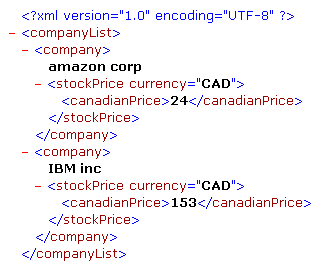 <?xml version="1.0" encoding="UTF-8" ?>
- <companyList>
- <company>
amazon corp
- <stockPrice currency="CAD">
<canadianPrice>24</canadianPrice>
</stockPrice>
</company>
- <company>
IBM inc
- <stockPrice currency="CAD">
<canadianPrice>153</canadianPrice>
</stockPrice>
</company>
</companyList>